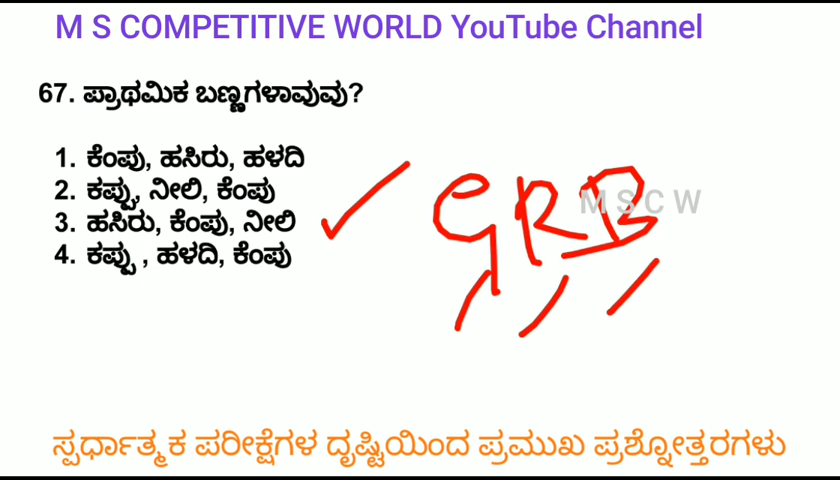 M S COMPETITIVE WORLD YouTube Channel
67. ಪ್ರಾಥಮಿಕ ಬಣ್ಣಗಳಾವುವು?
1. ಕೆಂಪು, ಹಸಿರು, ಹಳದಿ
2. ಕಪ್ಪು, ನೀಲಿ, ಕೆಂಪು
3. ಹಸಿರು, ಕೆಂಪು, ನೀಲಿ
4. ಕಪ್ಪು , ಹಳದಿ, ಕೆಂಪು
GRB
M S C W
ಸ್ಪರ್ಧಾತ್ಮಕ ಪರೀಕ್ಷೆಗಳ ದೃಷ್ಟಿಯಿಂದ ಪ್ರಮುಖ ಪ್ರಶ್ನೋತ್ತರಗಳು